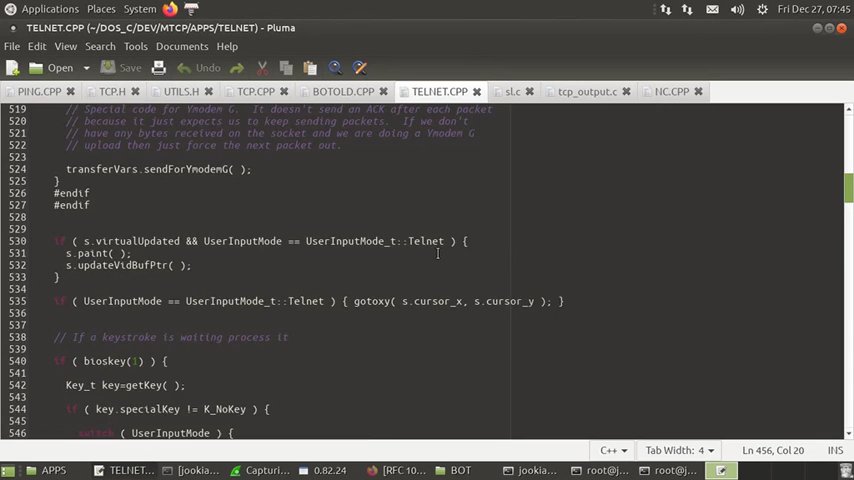 Applications Places System Fri Dec 27, 07:45
TELNET.CPP (~/DOS_C/DEV/MTCP/APPS/TELNET) - Pluma
File Edit View Search Tools Documents Help
Open Save Undo
PING.CPP TCP.H UTILS.H TCP.CPP BOTOLD.CPP TELNET.CPP sl.c tcp_output.c NC.CPP
519 // Special code for Ymodem G. It doesn't send an ACK after each packet
520 // because it just expects us to keep sending packets. If we don't
521 // have any bytes received on the socket and we are doing a Ymodem G
522 // upload then just force the next packet out.
523
524 transferVars.sendForYmodemG( );
525 }
526 #endif
527 #endif
528
529
530 if ( s.virtualUpdated && UserInputMode == UserInputMode_t::Telnet ) {
531 s.paint( );
532 s.updateVidBufPtr( );
533 }
534
535 if ( UserInputMode == UserInputMode_t::Telnet ) { gotoxy( s.cursor_x, s.cursor_y ); }
536
537
538 // If a keystroke is waiting process it
539
540 if ( bioskey(1) ) {
541
542 Key_t key=getKey( );
543
544 if ( key.specialKey != K_NoKey ) {
545
546 switch ( UserInputMode ) {
C++ Tab Width: 4 Ln 456, Col 20 INS
APPS TELNET... [jookia... Capturi... 0.82.24 [RFC 10... BOT jookia... root@j... root@j...